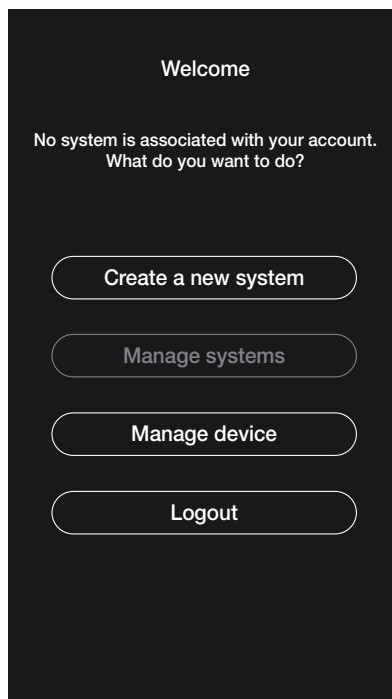 Welcome
No system is associated with your account.
What do you want to do?
Create a new system
Manage systems
Manage device
Logout